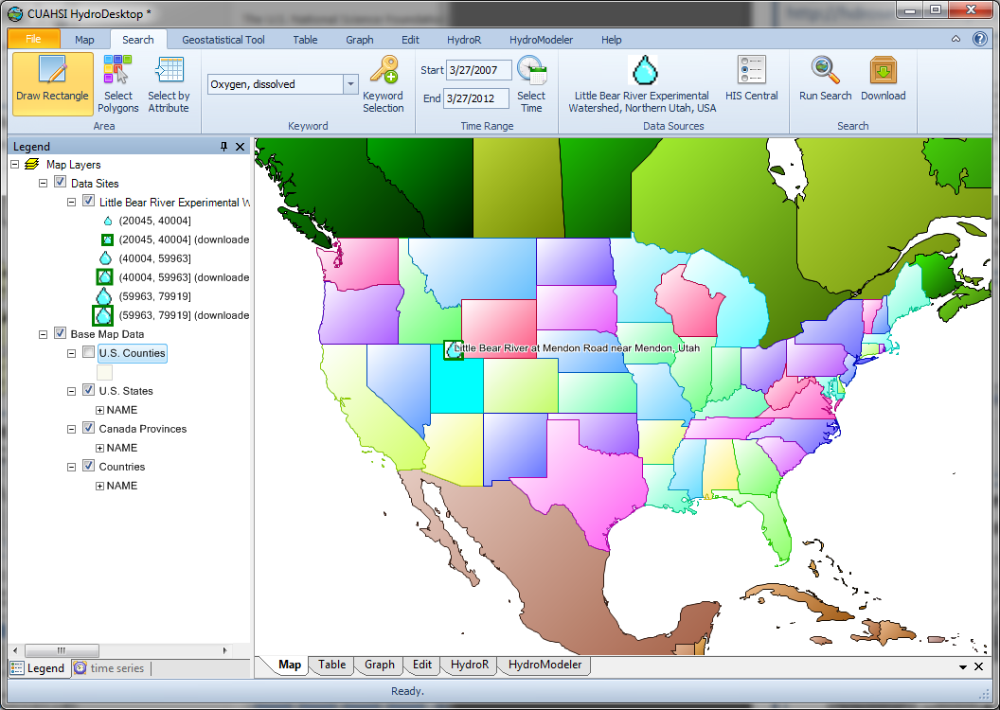 CUAHSI HydroDesktop *
File Map Search Geostatistical Tool Table Graph Edit HydroR HydroModeler Help
Draw Rectangle
Select
Polygons
Select by
Attribute
Area
Oxygen, dissolved
Keyword
Selection
Keyword
Start 3/27/2007
End 3/27/2012
Select
Time
Time Range
Little Bear River Experimental
Watershed, Northern Utah, USA
HIS Central
Data Sources
Run Search
Download
Search
Legend
Map Layers
Data Sites
Little Bear River Experimental W
(20045, 40004]
(20045, 40004] (downloade
(40004, 59963]
(40004, 59963] (downloade
(59963, 79919]
(59963, 79919] (downloade
Base Map Data
U.S. Counties
U.S. States
NAME
Canada Provinces
NAME
Countries
NAME
Little Bear River at Mendon Road near Mendon, Utah
Legend time series
Map Table Graph Edit HydroR HydroModeler
Ready.